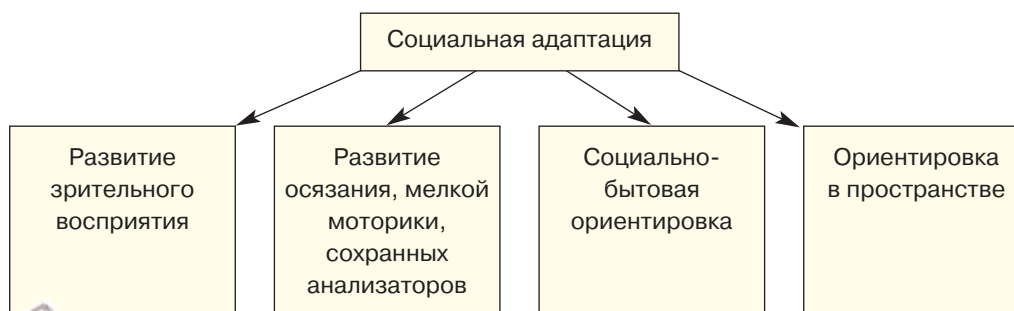 Социальная адаптация
Развитие
зрительного
восприятия
Развитие
осязания, мелкой
моторики,
сохранных
анализаторов
Социально-
бытовая
ориентировка
Ориентировка
в пространстве